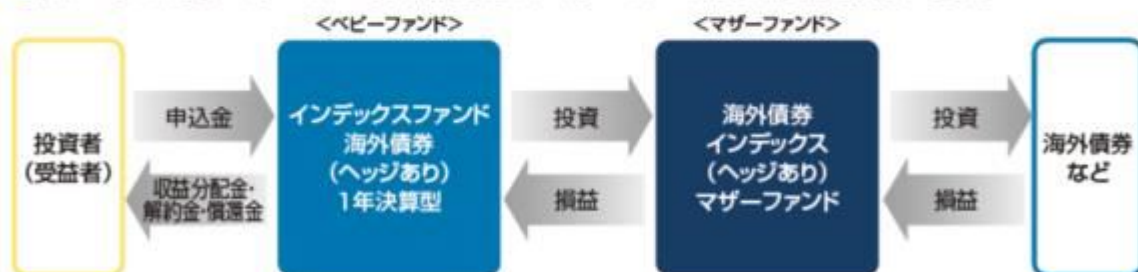 <ベビーファンド>
<マザーファンド>
投資者
(受益者)
申込金
収益分配金・
解約金・償還金
インデックスファンド
海外債券
(ヘッジあり)
1年決算型
投資
損益
海外債券
インデックス
(ヘッジあり)
マザーファンド
投資
損益
海外債券
など